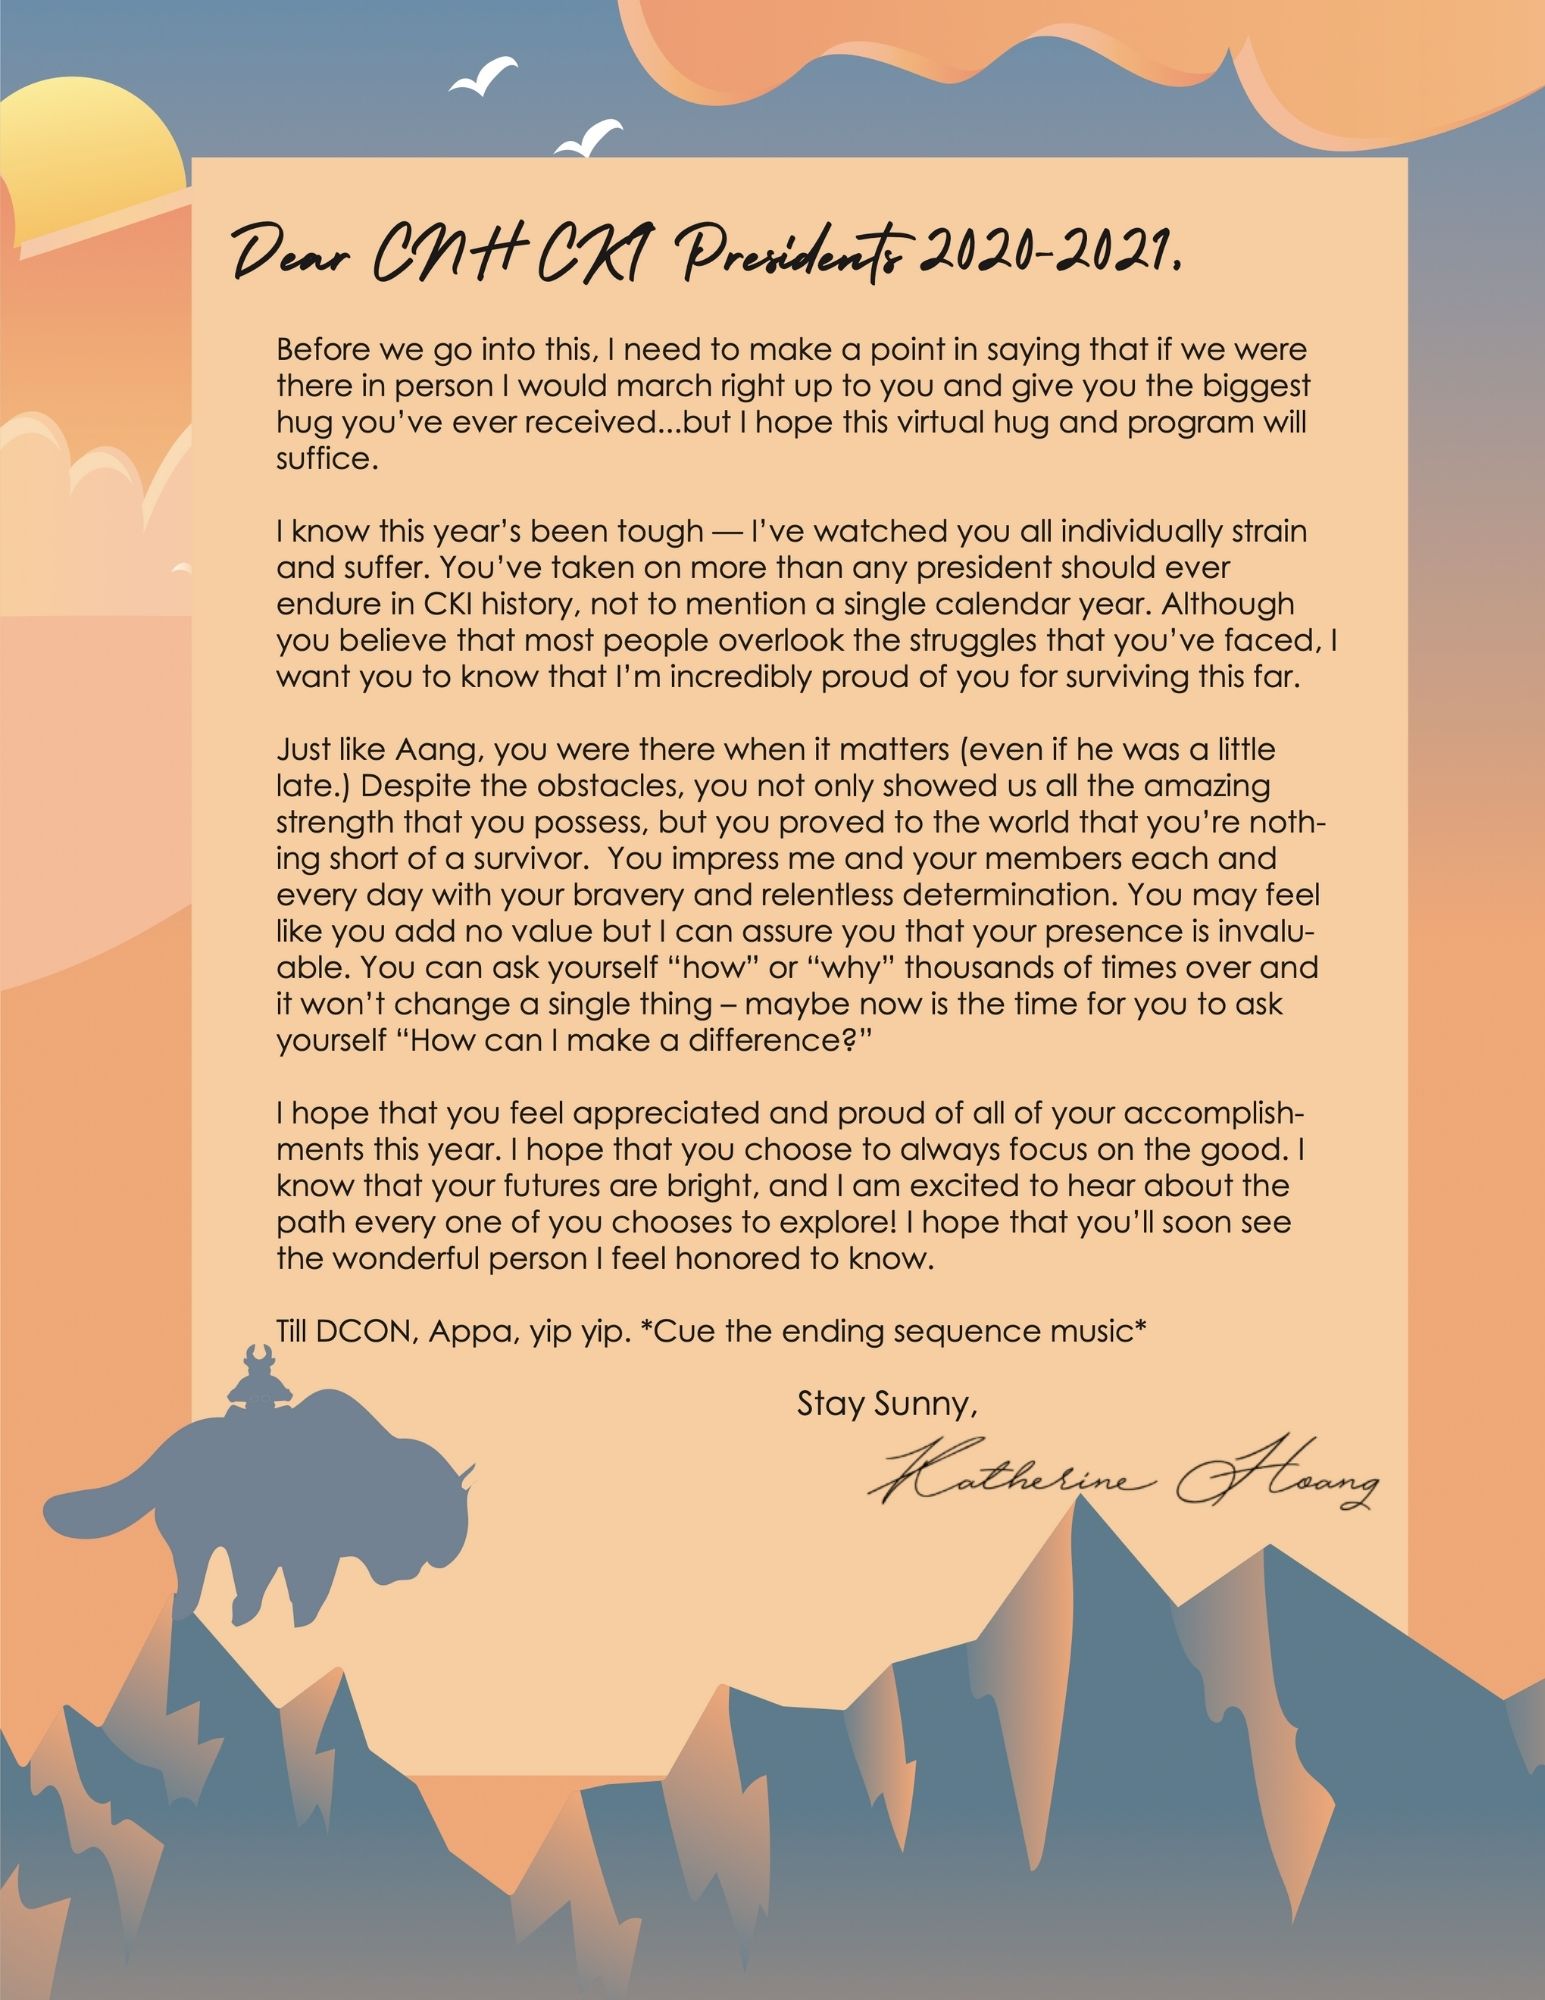 Dear CNH CKI Presidents 2020-2021.
Before we go into this, I need to make a point in saying that if we were
there in person I would march right up to you and give you the biggest
hug you’ve ever received...but I hope this virtual hug and program will
suffice.
I know this year’s been tough — I’ve watched you all individually strain
and suffer. You’ve taken on more than any president should ever
endure in CKI history, not to mention a single calendar year. Although
you believe that most people overlook the struggles that you’ve faced, I
want you to know that I’m incredibly proud of you for surviving this far.
Just like Aang, you were there when it matters (even if he was a little
late.) Despite the obstacles, you not only showed us all the amazing
strength that you possess, but you proved to the world that you’re noth-
ing short of a survivor.  You impress me and your members each and
every day with your bravery and relentless determination. You may feel
like you add no value but I can assure you that your presence is invalu-
able. You can ask yourself “how” or “why” thousands of times over and
it won’t change a single thing – maybe now is the time for you to ask
yourself “How can I make a difference?”
I hope that you feel appreciated and proud of all of your accomplish-
ments this year. I hope that you choose to always focus on the good. I
know that your futures are bright, and I am excited to hear about the
path every one of you chooses to explore! I hope that you’ll soon see
the wonderful person I feel honored to know.
Till DCON, Appa, yip yip. *Cue the ending sequence music*
Stay Sunny,
Katherine Hoang